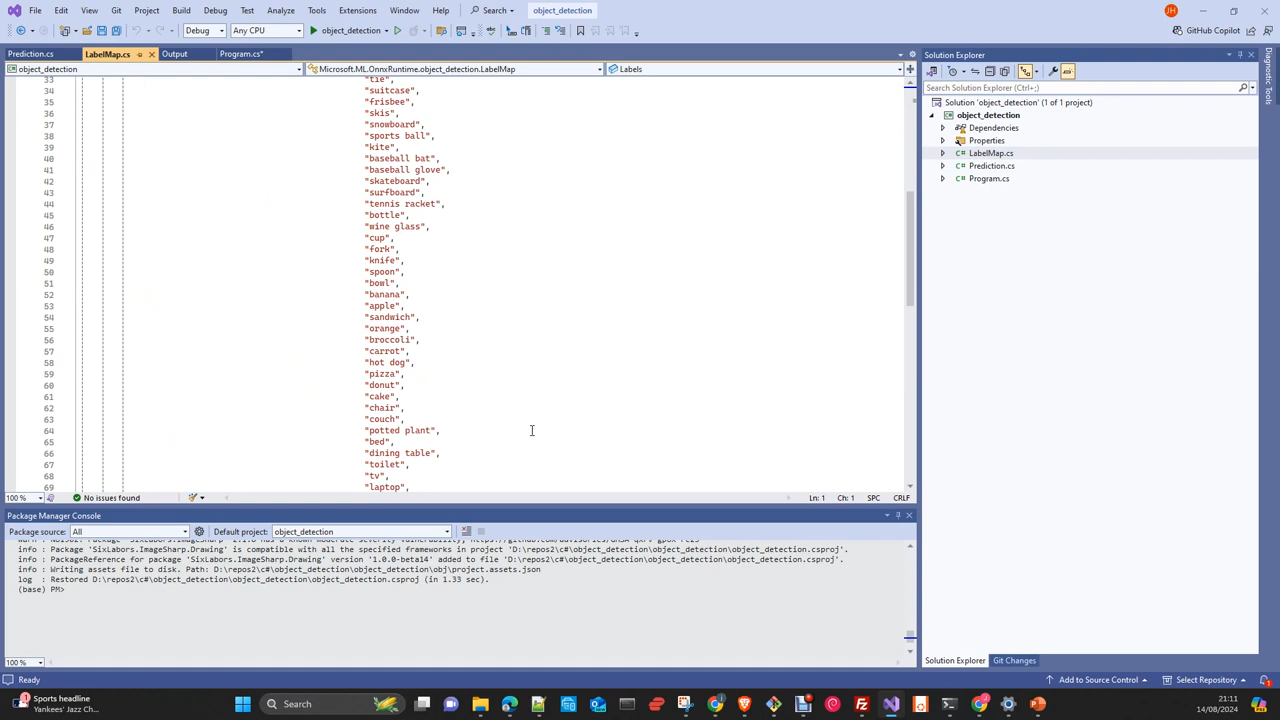 File Edit View Git Project Build Debug Test Analyze Tools Extensions Window Help Search object_detection JH
Debug Any CPU object_detection GitHub Copilot
Prediction.cs LabelMap.cs Output Program.cs*
object_detection Microsoft.ML.OnnxRuntime.object_detection.LabelMap Labels
33 "tie",
34 "suitcase",
35 "frisbee",
36 "skis",
37 "snowboard",
38 "sports ball",
39 "kite",
40 "baseball bat",
41 "baseball glove",
42 "skateboard",
43 "surfboard",
44 "tennis racket",
45 "bottle",
46 "wine glass",
47 "cup",
48 "fork",
49 "knife",
50 "spoon",
51 "bowl",
52 "banana",
53 "apple",
54 "sandwich",
55 "orange",
56 "broccoli",
57 "carrot",
58 "hot dog",
59 "pizza",
60 "donut",
61 "cake",
62 "chair",
63 "couch",
64 "potted plant",
65 "bed",
66 "dining table",
67 "toilet",
68 "tv",
69 "laptop",
100 % No issues found Ln: 1 Ch: 1 SPC CRLF
Package Manager Console
Package source: All Default project: object_detection
info : Package 'SixLabors.ImageSharp.Drawing' is compatible with all the specified frameworks in project 'D:\repos2\c#\object_detection\object_detection\object_detection.csproj'.
info : PackageReference for package 'SixLabors.ImageSharp.Drawing' version '1.0.0-beta14' added to file 'D:\repos2\c#\object_detection\object_detection\object_detection.csproj'.
info : Writing assets file to disk. Path: D:\repos2\c#\object_detection\object_detection\obj\project.assets.json
log : Restored D:\repos2\c#\object_detection\object_detection\object_detection.csproj (in 1.33 sec).
(base) PM>
100 %
Solution Explorer
Search Solution Explorer (Ctrl+;)
Solution 'object_detection' (1 of 1 project)
object_detection
Dependencies
Properties
C# LabelMap.cs
C# Prediction.cs
C# Program.cs
Solution Explorer Git Changes
Diagnostic Tools
Ready Add to Source Control Select Repository
Sports headline
Yankees' Jazz Ch...
Search
21:11
14/08/2024